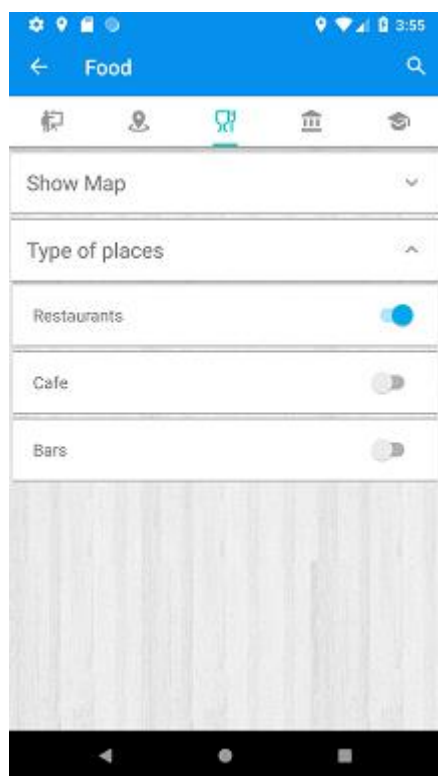 3:55
Food
Show Map
Type of places
Restaurants
Cafe
Bars